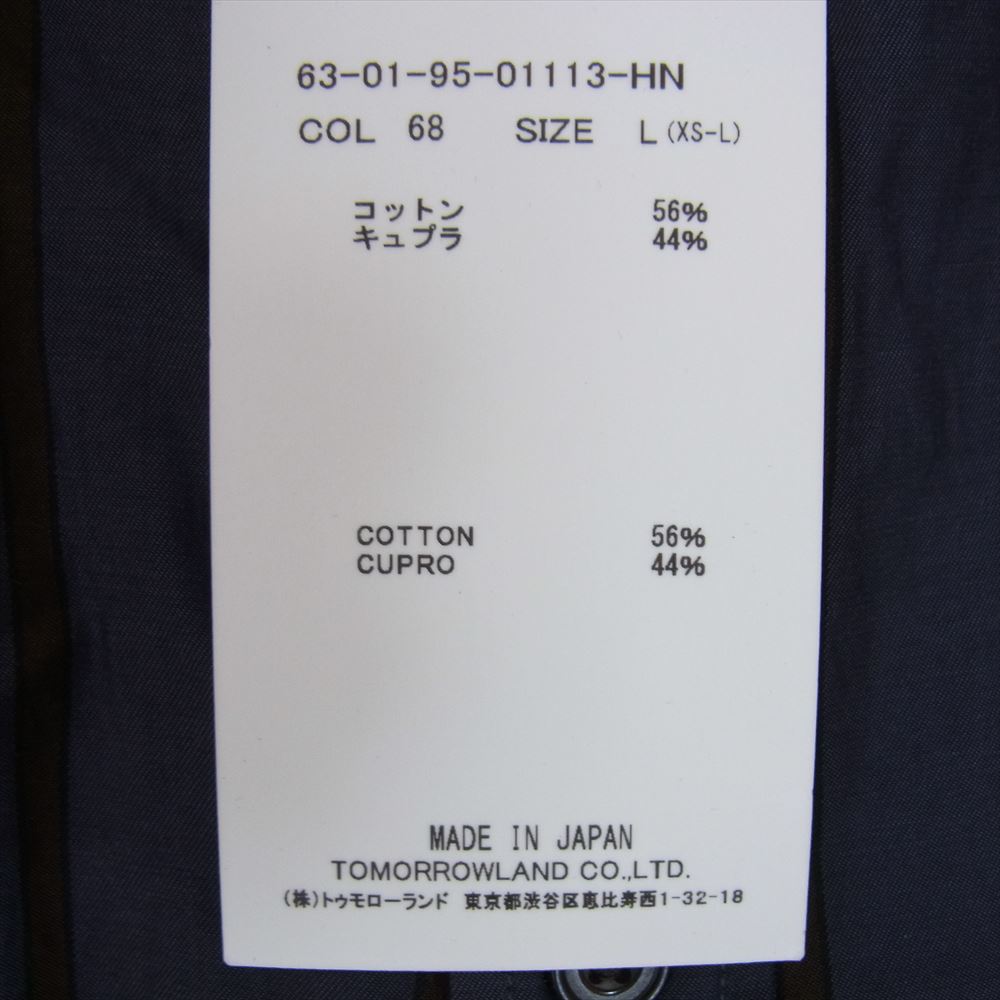 63-01-95-01113-HN
COL 68 SIZE L (XS-L)
コットン 56%
キュプラ 44%
COTTON 56%
CUPRO 44%
MADE IN JAPAN
TOMORROWLAND CO.,LTD.
(株)トゥモローランド 東京都渋谷区恵比寿西1-32-18